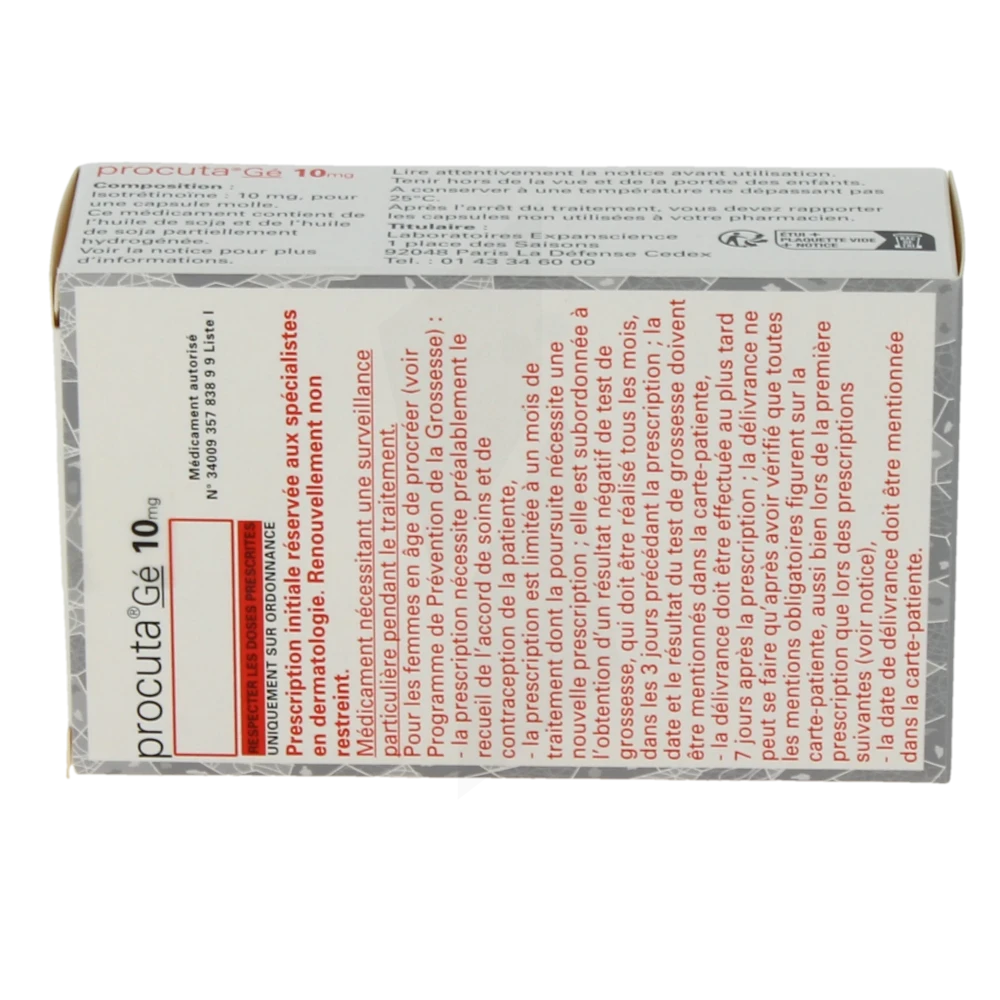 procuta®Gé 10mg
Composition :
Isotrétinoïne : 10 mg, pour
une capsule molle.
Ce médicament contient de
l'huile de soja et de l'huile
de soja partiellement
hydrogénée.
Voir la notice pour plus
d'informations.
Lire attentivement la notice avant utilisation.
Tenir hors de la vue et de la portée des enfants.
A conserver à une température ne dépassant pas
25°C.
Après l'arrêt du traitement, vous devez rapporter
les capsules non utilisées à votre pharmacien.
Titulaire :
Laboratoires Expanscience
1 place des Saisons
92048 Paris La Défense Cedex
Tel. : 01 43 34 60 00
ÉTUI +
PLAQUETTE VIDE
+ NOTICE
procuta®Gé 10mg
Médicament autorisé
N° 34009 357 838 9 9 Liste I
RESPECTER LES DOSES PRESCRITES
UNIQUEMENT SUR ORDONNANCE
Prescription initiale réservée aux spécialistes
en dermatologie. Renouvellement non
restreint.
Médicament nécessitant une surveillance
particulière pendant le traitement.
Pour les femmes en âge de procréer (voir
Programme de Prévention de la Grossesse) :
- la prescription nécessite préalablement le
recueil de l'accord de soins et de
contraception de la patiente,
- la prescription est limitée à un mois de
traitement dont la poursuite nécessite une
nouvelle prescription ; elle est subordonnée à
l'obtention d'un résultat négatif de test de
grossesse, qui doit être réalisé tous les mois,
dans les 3 jours précédant la prescription ; la
date et le résultat du test de grossesse doivent
être mentionnés dans la carte-patiente,
- la délivrance doit être effectuée au plus tard
7 jours après la prescription ; la délivrance ne
peut se faire qu'après avoir vérifié que toutes
les mentions obligatoires figurent sur la
carte-patiente, aussi bien lors de la première
prescription que lors des prescriptions
suivantes (voir notice),
- la date de délivrance doit être mentionnée
dans la carte-patiente.